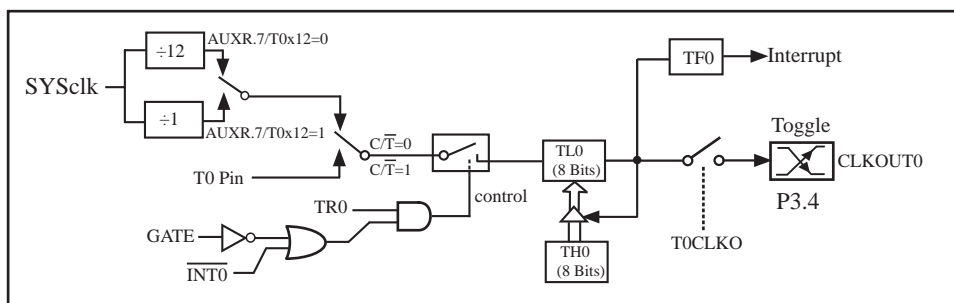 ÷12
AUXR.7/T0x12=0
SYSclk
÷1
AUXR.7/T0x12=1
C/T̅=0
C/T̅=1
T0 Pin
TR0
control
GATE
I̅N̅T̅0̅
TL0
(8 Bits)
TH0
(8 Bits)
TF0
Interrupt
Toggle
CLKOUT0
P3.4
T0CLKO